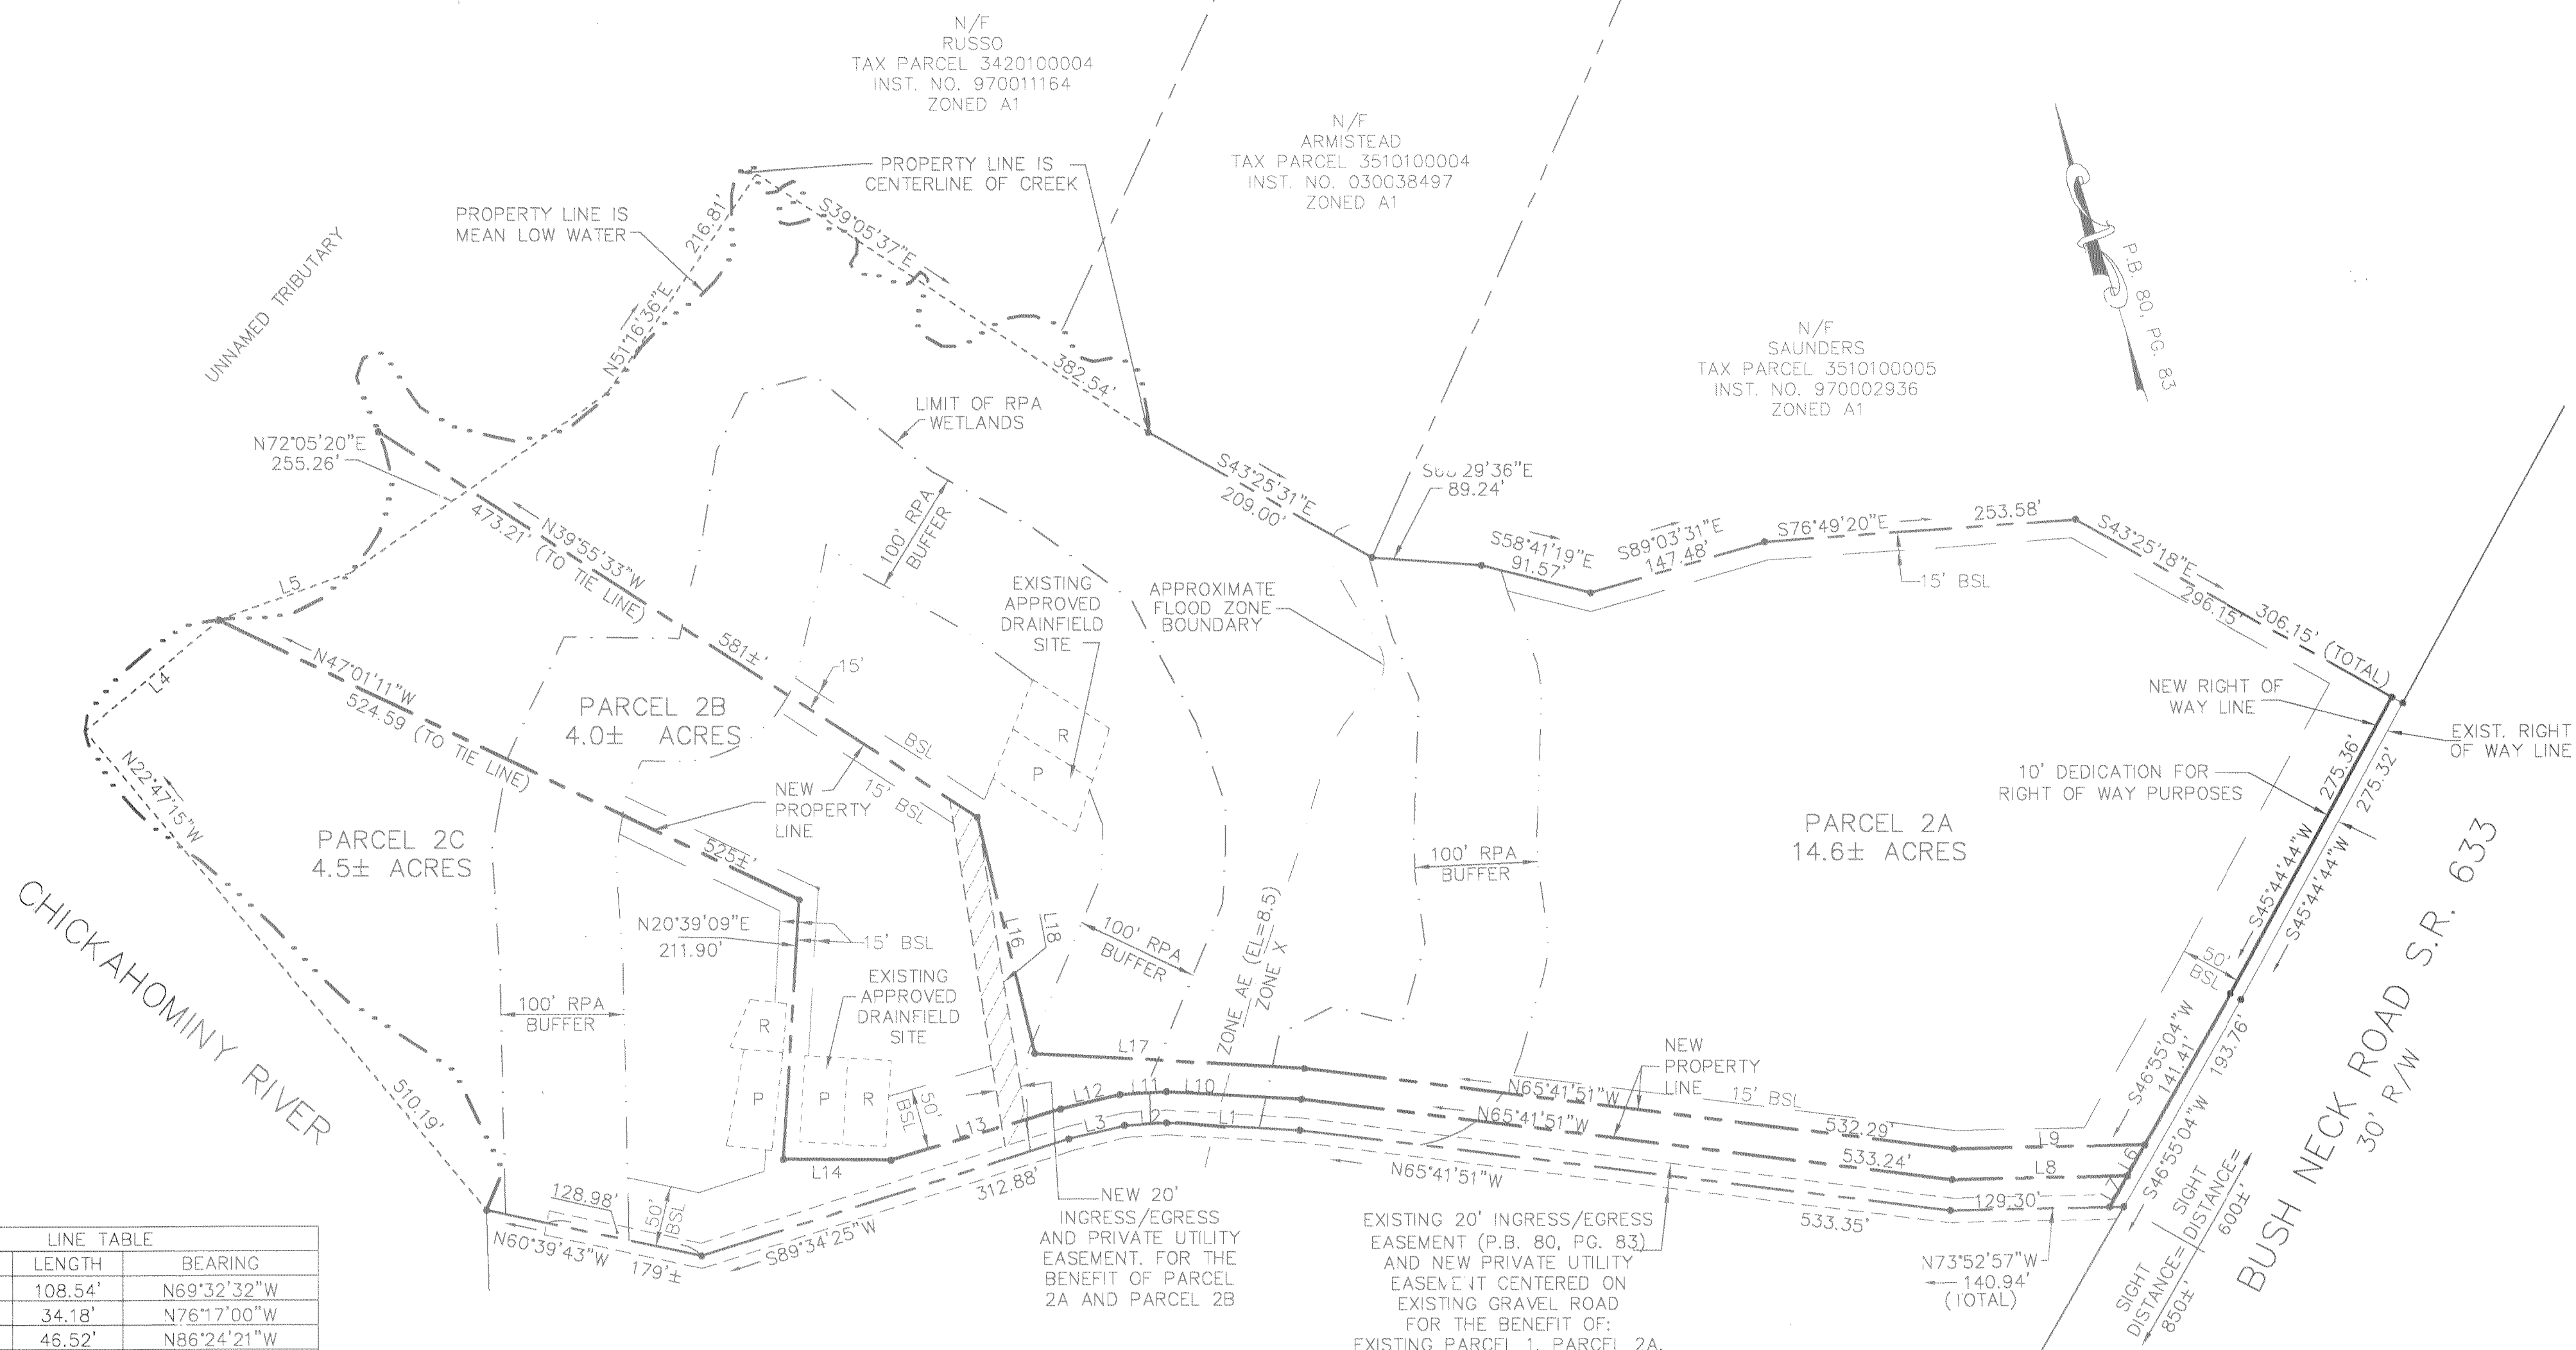 N/F
RUSSO
TAX PARCEL 3420100004
INST. NO. 970011164
ZONED A1
N/F
ARMISTEAD
TAX PARCEL 3510100004
INST. NO. 030038497
ZONED A1
N/F
SAUNDERS
TAX PARCEL 3510100005
INST. NO. 970002936
ZONED A1
P.B. 80, PG. 83
PROPERTY LINE IS
CENTERLINE OF CREEK
PROPERTY LINE IS
MEAN LOW WATER
UNNAMED TRIBUTARY
216.81'
N51°16'36"E
S39°05'37"E
382.54'
LIMIT OF RPA
WETLANDS
N72°05'20"E
255.26'
N39°55'33"W
473.21' (TO TIE LINE)
100' RPA
BUFFER
S43°25'31"E
209.00'
29'36"E
89.24'
S58°41'19"E
91.57'
S89°03'31"E
147.48'
S76°49'20"E
253.58'
15' BSL
S43°25'18"E
296.15'
306.15' (TOTAL)
EXISTING
APPROVED
DRAINFIELD
SITE
APPROXIMATE
FLOOD ZONE
BOUNDARY
L5
L4
N47°01'11"W
524.59 (TO TIE LINE)
581±'
15'
BSL
15' BSL
PARCEL 2B
4.0± ACRES
R
P
NEW
PROPERTY
LINE
NEW RIGHT OF
WAY LINE
EXIST. RIGHT
OF WAY LINE
10' DEDICATION FOR
RIGHT OF WAY PURPOSES
275.36'
275.32'
S45°44'44"W
S45°44'44"W
PARCEL 2A
14.6± ACRES
100' RPA
BUFFER
N22°47'15"W
510.19'
PARCEL 2C
4.5± ACRES
CHICKAHOMINY RIVER
525±'
N20°39'09"E
211.90'
15' BSL
EXISTING
APPROVED
DRAINFIELD
SITE
100' RPA
BUFFER
R
P
P
R
L16
L18
100' RPA
BUFFER
ZONE AE (EL=8.5)
ZONE X
50'
BSL
S46°55'04"W
141.41'
193.76'
S46°55'04"W
BUSH NECK ROAD S.R. 633
30' R/W
L17
NEW
PROPERTY
LINE
N65°41'51"W
15' BSL
532.29'
L9
L12
L11
L10
N65°41'51"W
533.24'
L8
L6
L7
L14
L13
50'
BSL
L3
L2
L1
N65°41'51"W
533.35'
129.30'
N73°52'57"W
140.94'
(TOTAL)
128.98'
50'
BSL
312.88'
S89°34'25"W
N60°39'43"W
179'±
NEW 20'
INGRESS/EGRESS
AND PRIVATE UTILITY
EASEMENT. FOR THE
BENEFIT OF PARCEL
2A AND PARCEL 2B
EXISTING 20' INGRESS/EGRESS
EASEMENT (P.B. 80, PG. 83)
AND NEW PRIVATE UTILITY
EASEMENT CENTERED ON
EXISTING GRAVEL ROAD
FOR THE BENEFIT OF:
EXISTING PARCEL 1, PARCEL 2A,
SIGHT
DISTANCE=
600±'
SIGHT
DISTANCE=
850±'
LINE TABLE
LENGTH BEARING
108.54' N69°32'32"W
34.18' N76°17'00"W
46.52' N86°24'21"W